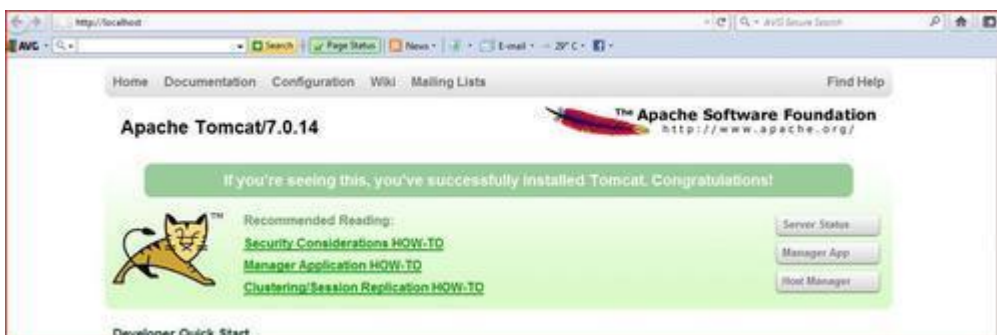 http://localhost
AVG Secure Search
AVG Search Page Status News E-mail 29°C
Home Documentation Configuration Wiki Mailing Lists Find Help
Apache Tomcat/7.0.14
The Apache Software Foundation
http://www.apache.org/
If you're seeing this, you've successfully installed Tomcat. Congratulations!
TM
Recommended Reading:
Security Considerations HOW-TO
Manager Application HOW-TO
Clustering/Session Replication HOW-TO
Server Status
Manager App
Host Manager
Developer Quick Start